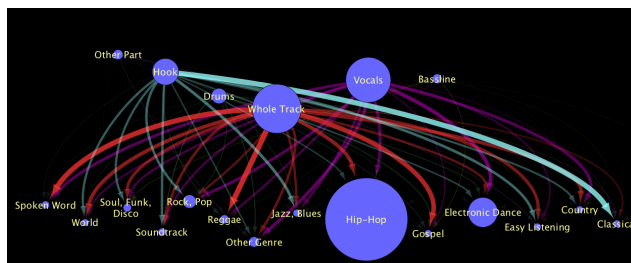 Other Part
Hook
Vocals
Bassline
Drums
Whole Track
Spoken Word
World
Soul, Funk,
Disco
Soundtrack
Rock, Pop
Reggae
Other Genre
Jazz, Blues
Hip-Hop
Gospel
Electronic Dance
Easy Listening
Country
Classica